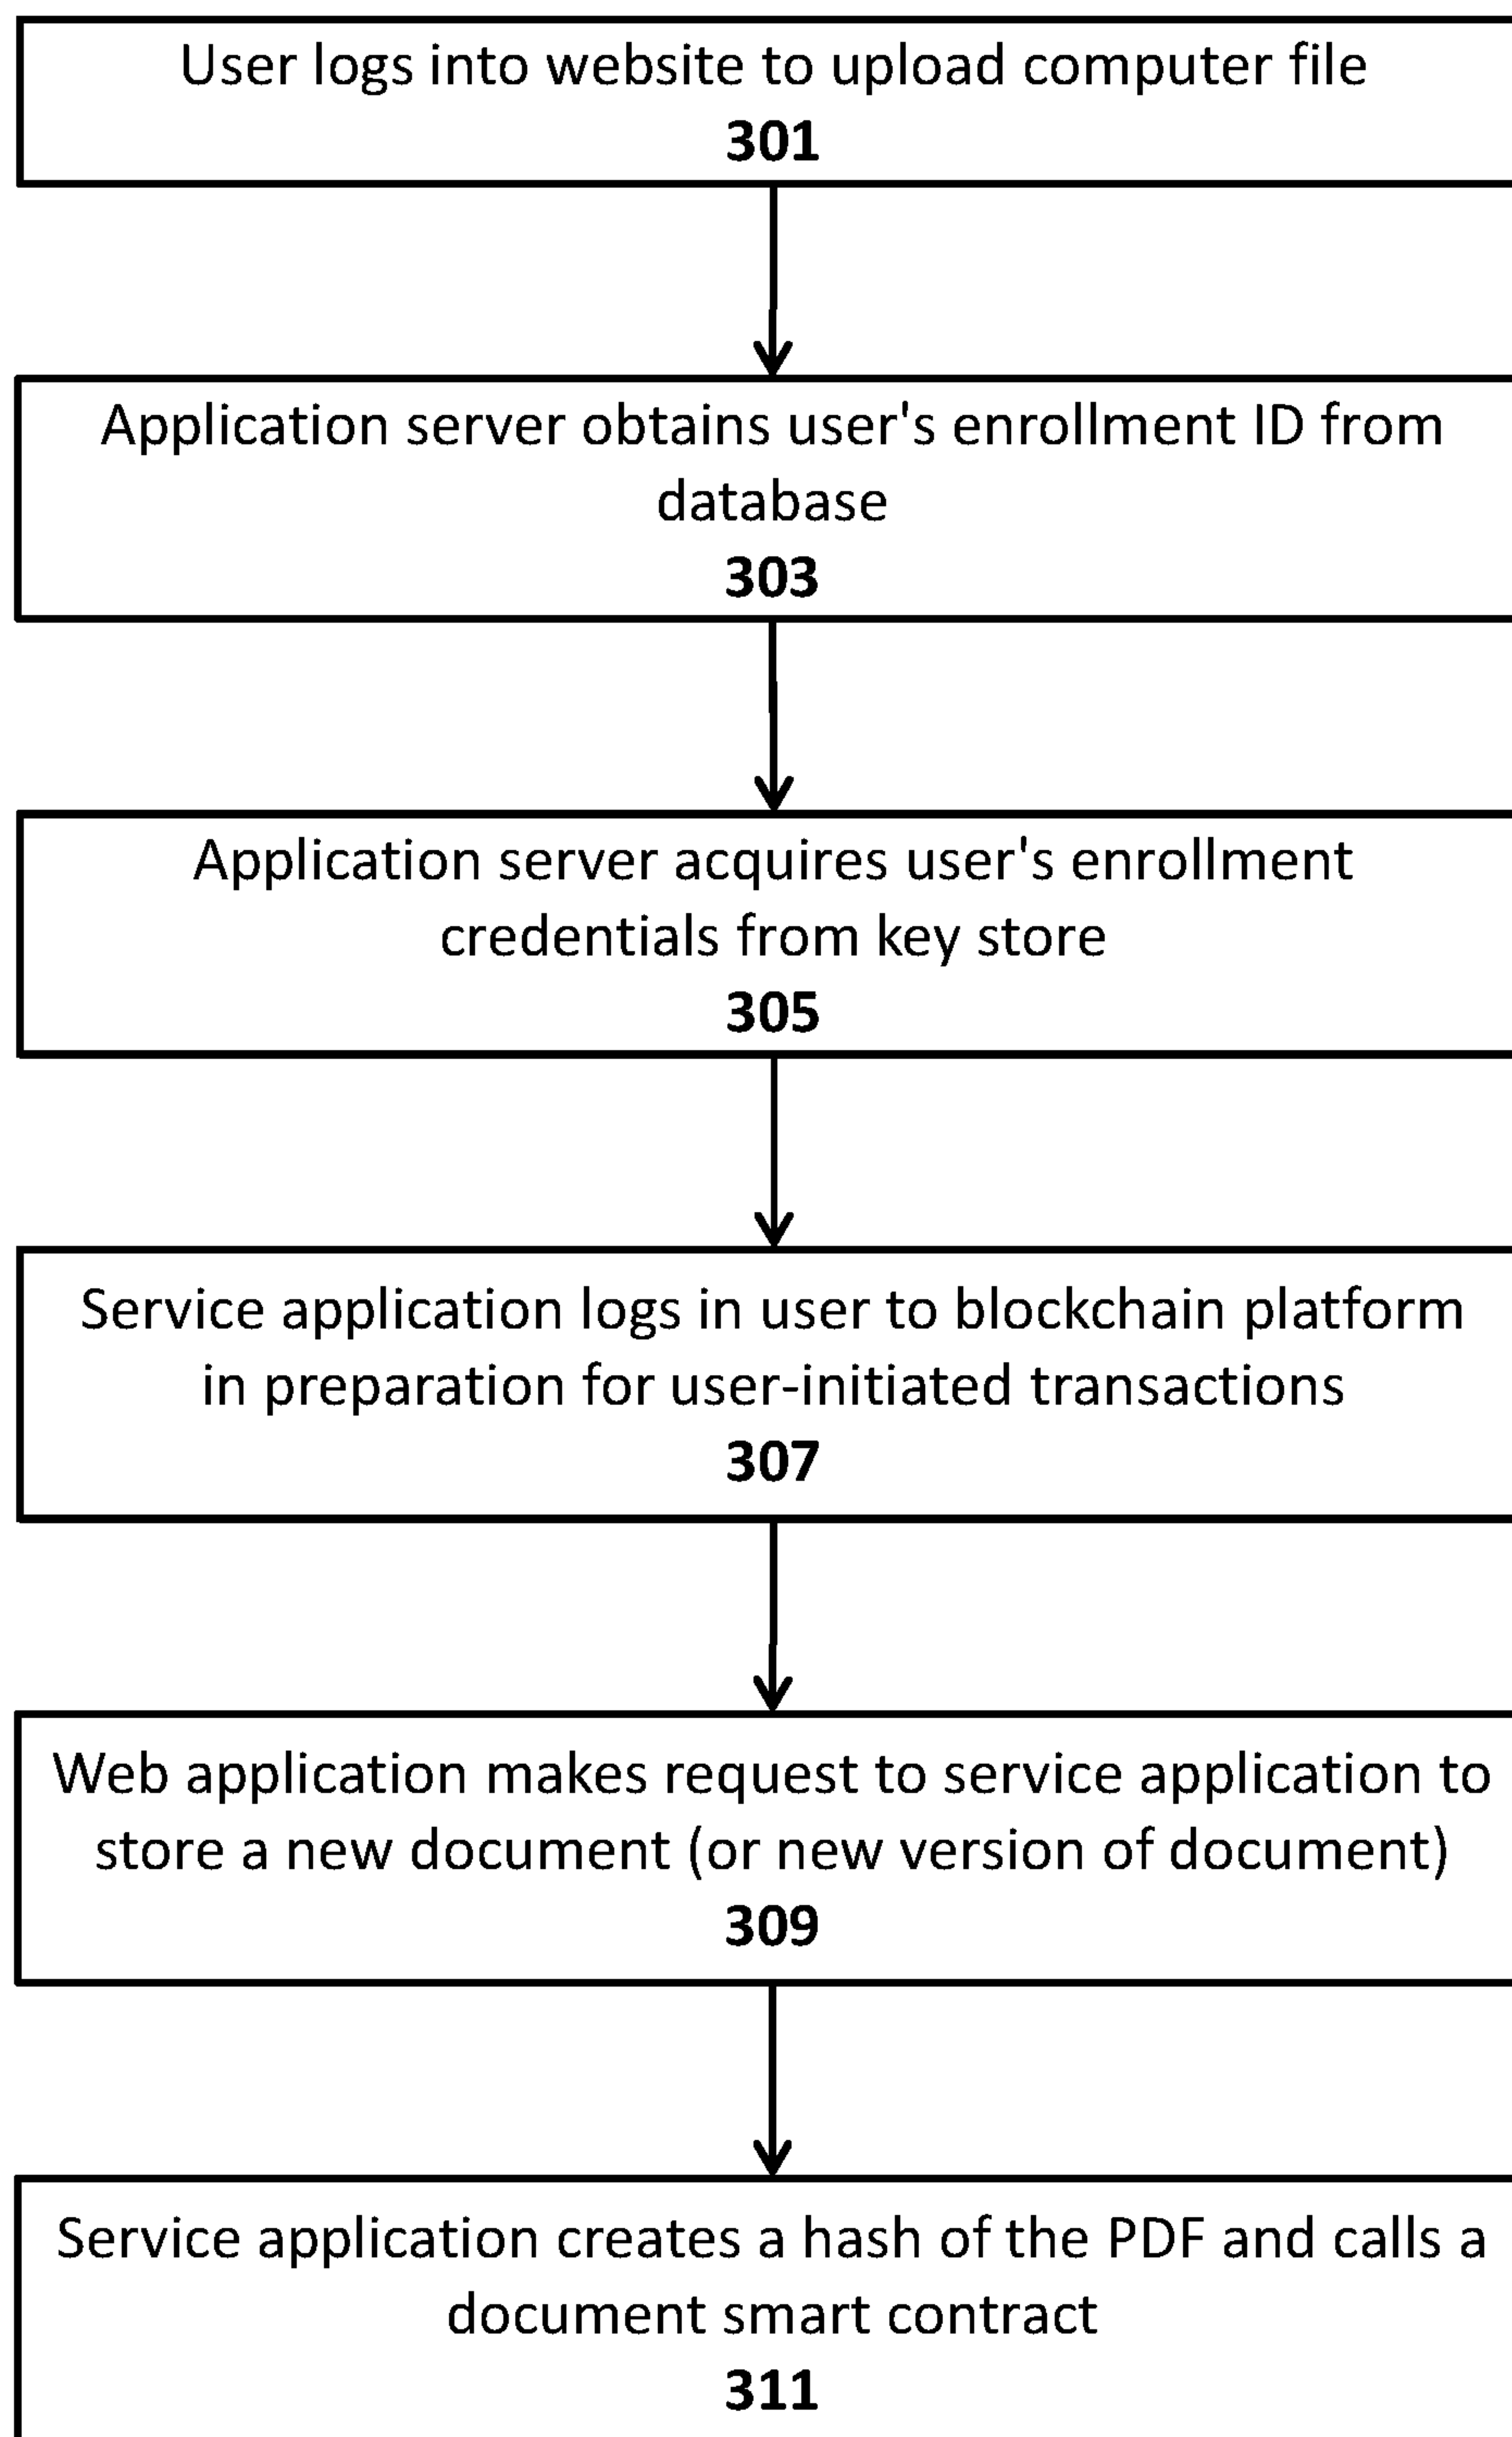 User logs into website to upload computer file
301
Application server obtains user's enrollment ID from
database
303
Application server acquires user's enrollment
credentials from key store
305
Service application logs in user to blockchain platform
in preparation for user-initiated transactions
307
Web application makes request to service application to
store a new document (or new version of document)
309
Service application creates a hash of the PDF and calls a
document smart contract
311